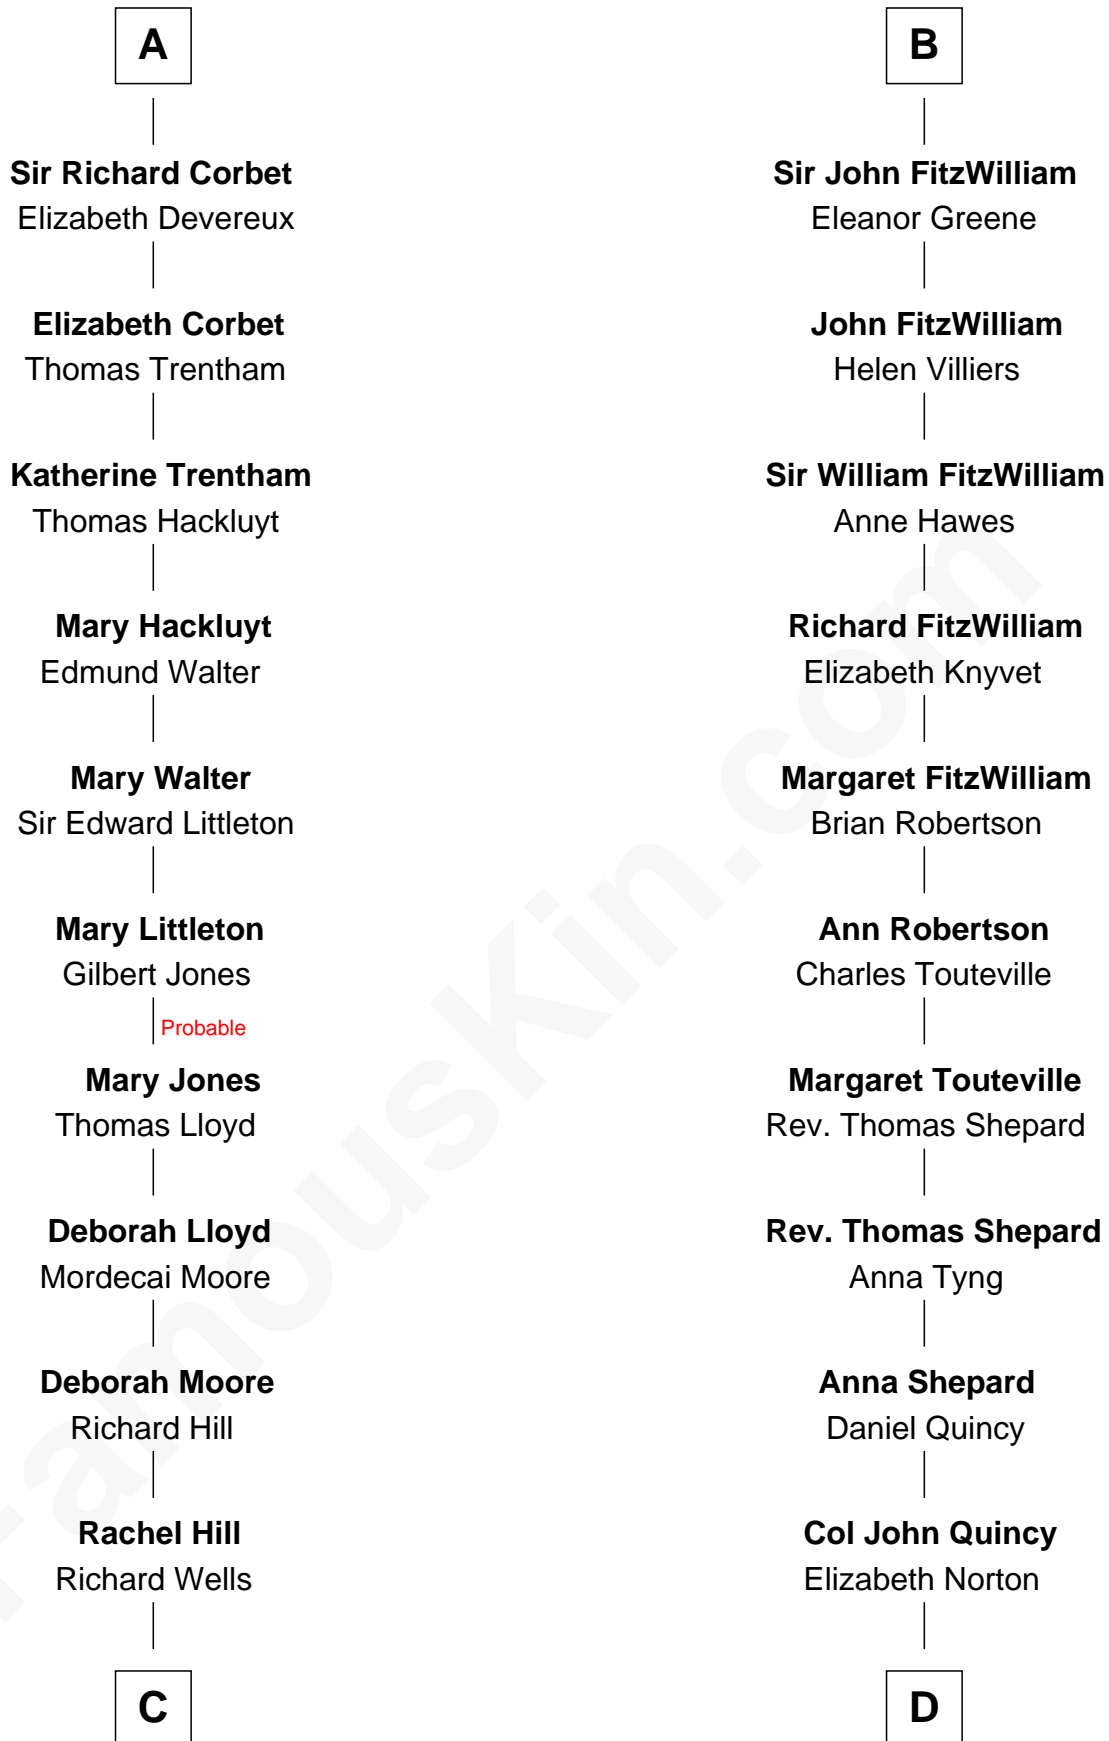 A
Sir Richard Corbet
Elizabeth Devereux
Elizabeth Corbet
Thomas Trentham
Katherine Trentham
Thomas Hackluyt
Mary Hackluyt
Edmund Walter
Mary Walter
Sir Edward Littleton
Mary Littleton
Gilbert Jones
Probable
Mary Jones
Thomas Lloyd
Deborah Lloyd
Mordecai Moore
Deborah Moore
Richard Hill
Rachel Hill
Richard Wells
C
B
Sir John FitzWilliam
Eleanor Greene
John FitzWilliam
Helen Villiers
Sir William FitzWilliam
Anne Hawes
Richard FitzWilliam
Elizabeth Knyvet
Margaret FitzWilliam
Brian Robertson
Ann Robertson
Charles Touteville
Margaret Touteville
Rev. Thomas Shepard
Rev. Thomas Shepard
Anna Tyng
Anna Shepard
Daniel Quincy
Col John Quincy
Elizabeth Norton
D
FamousKin.com